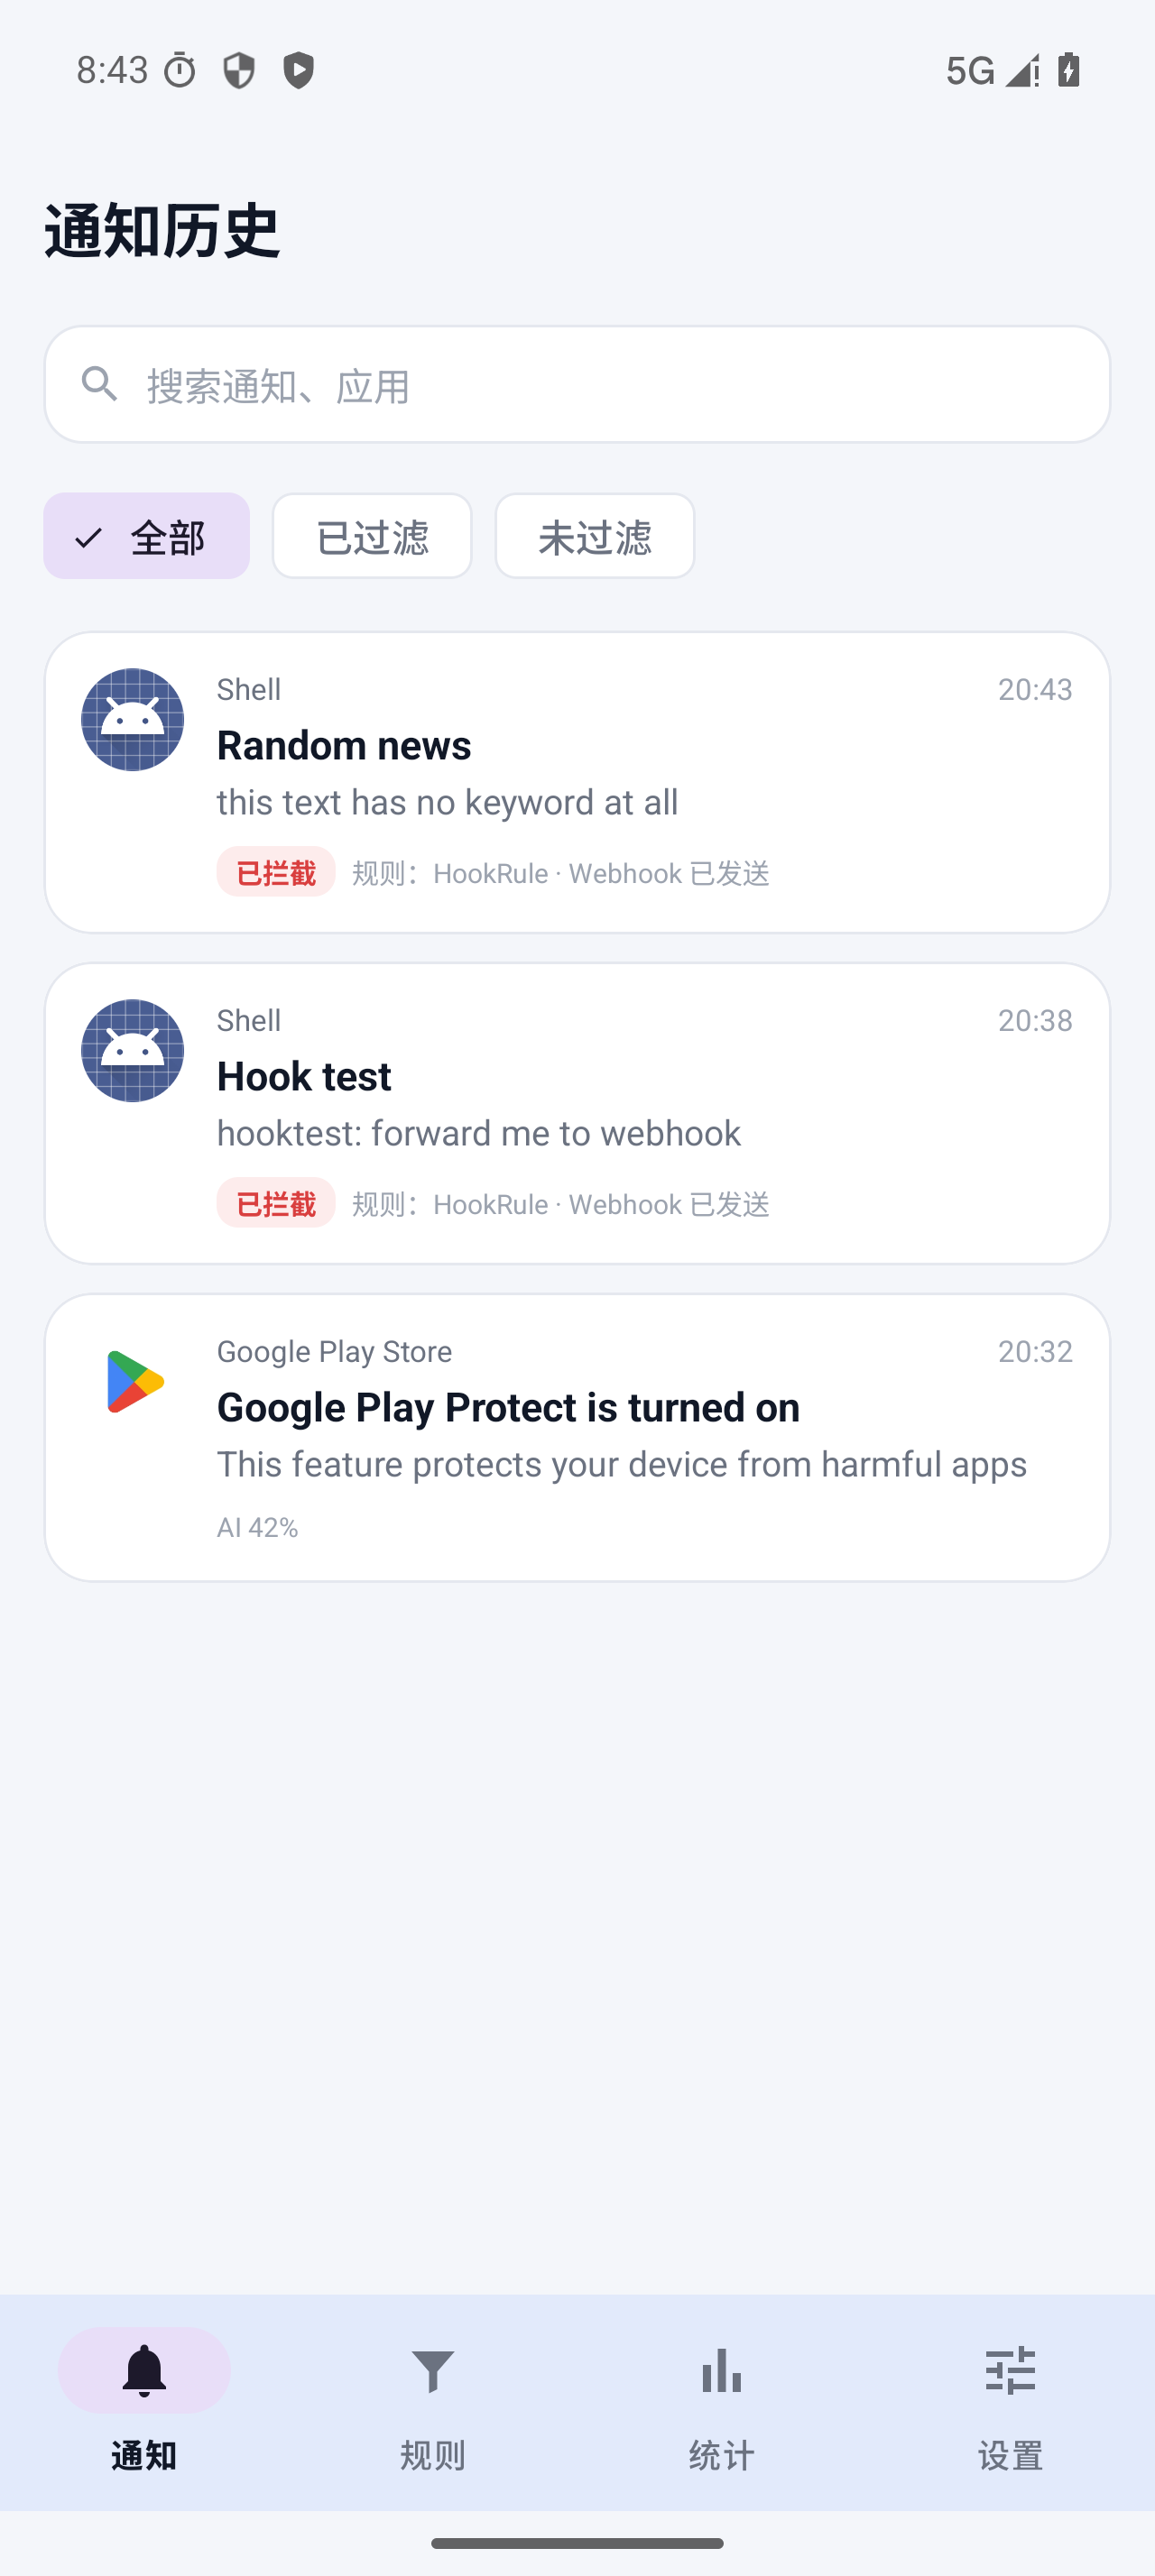 8:43
5G
通知历史
搜索通知、应用
全部
已过滤
未过滤
Shell
20:43
Random news
this text has no keyword at all
已拦截
规则：HookRule · Webhook 已发送
Shell
20:38
Hook test
hooktest: forward me to webhook
已拦截
规则：HookRule · Webhook 已发送
Google Play Store
20:32
Google Play Protect is turned on
This feature protects your device from harmful apps
AI 42%
通知
规则
统计
设置